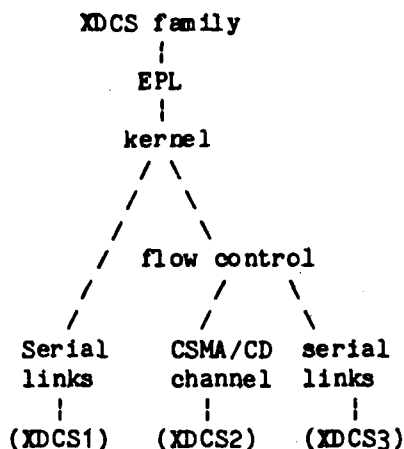 XDCS family
EPL
kernel
flow control
Serial CSMA/CD serial
links channel links
(XDCS1) (XDCS2) (XDCS3)